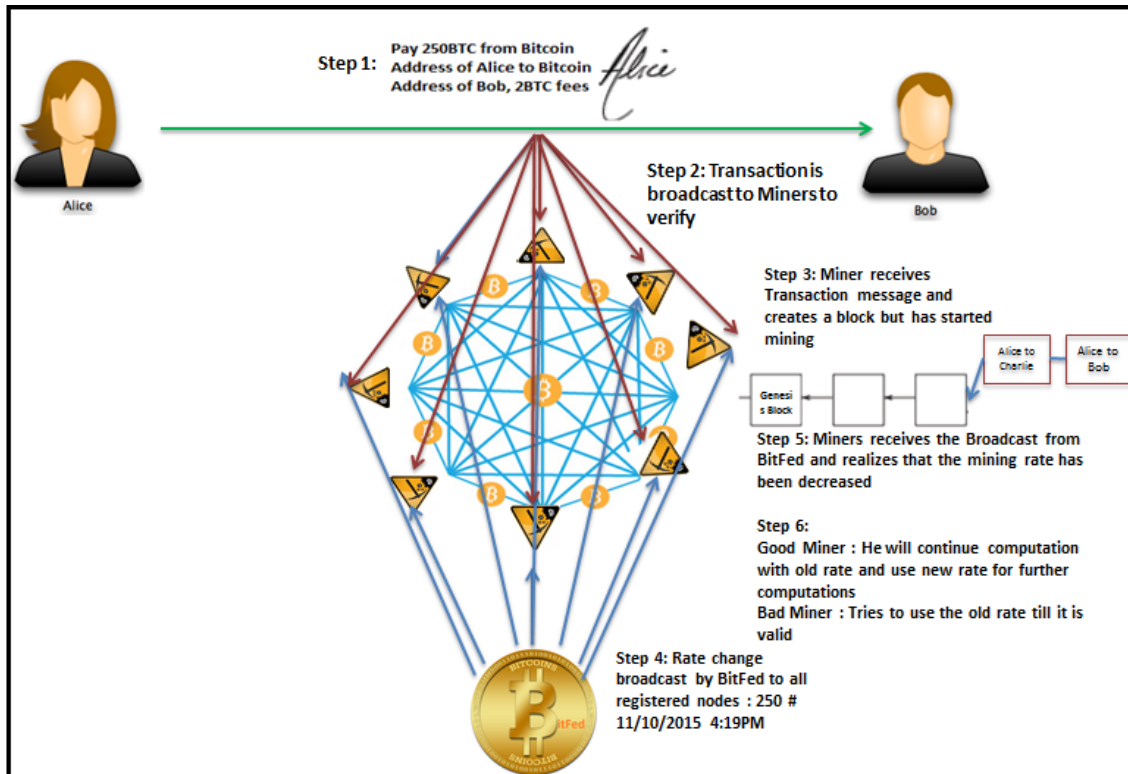 Step 1:
Pay 250BTC from Bitcoin
Address of Alice to Bitcoin
Address of Bob, 2BTC fees
Alice
Alice
Bob
Step 2: Transaction is
broadcast to Miners to
verify
Step 3: Miner receives
Transaction message and
creates a block but has started
mining
Alice to
Charlie
Alice to
Bob
Genesi
s Block
Step 5: Miners receives the Broadcast from
BitFed and realizes that the mining rate has
been decreased
Step 6:
Good Miner : He will continue computation
with old rate and use new rate for further
computations
Bad Miner : Tries to use the old rate till it is
valid
Step 4: Rate change
broadcast by BitFed to all
registered nodes : 250 #
11/10/2015 4:19PM
BITCOINS
itFed